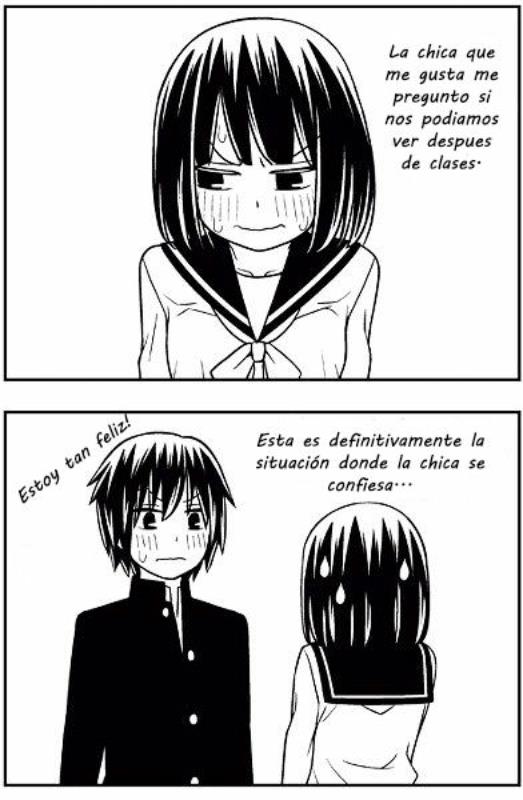 La chica que
me gusta me
pregunto si
nos podiamos
ver despues
de clases.
Estoy tan feliz!
Esta es definitivamente la
situación donde la chica se
confiesa...